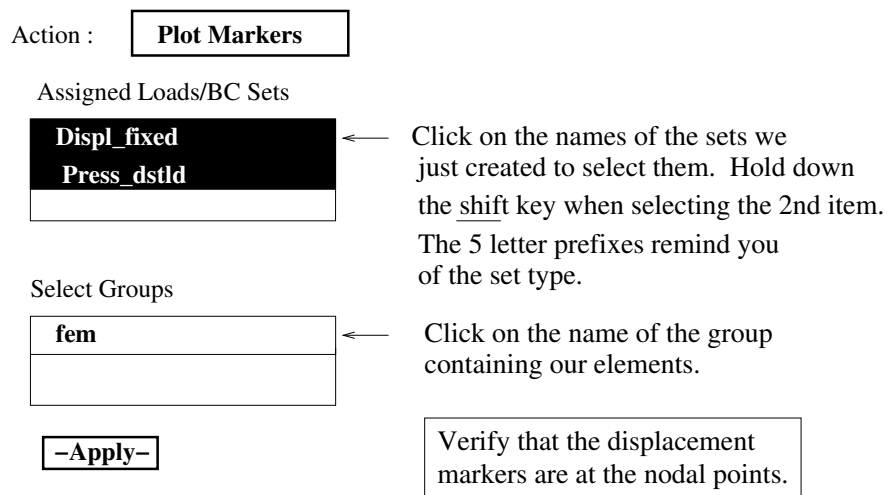 Action : Plot Markers
Assigned Loads/BC Sets
Displ_fixed
Press_dstld
Click on the names of the sets we
just created to select them. Hold down
the shift key when selecting the 2nd item.
The 5 letter prefixes remind you
of the set type.
Select Groups
fem
Click on the name of the group
containing our elements.
−Apply−
Verify that the displacement
markers are at the nodal points.